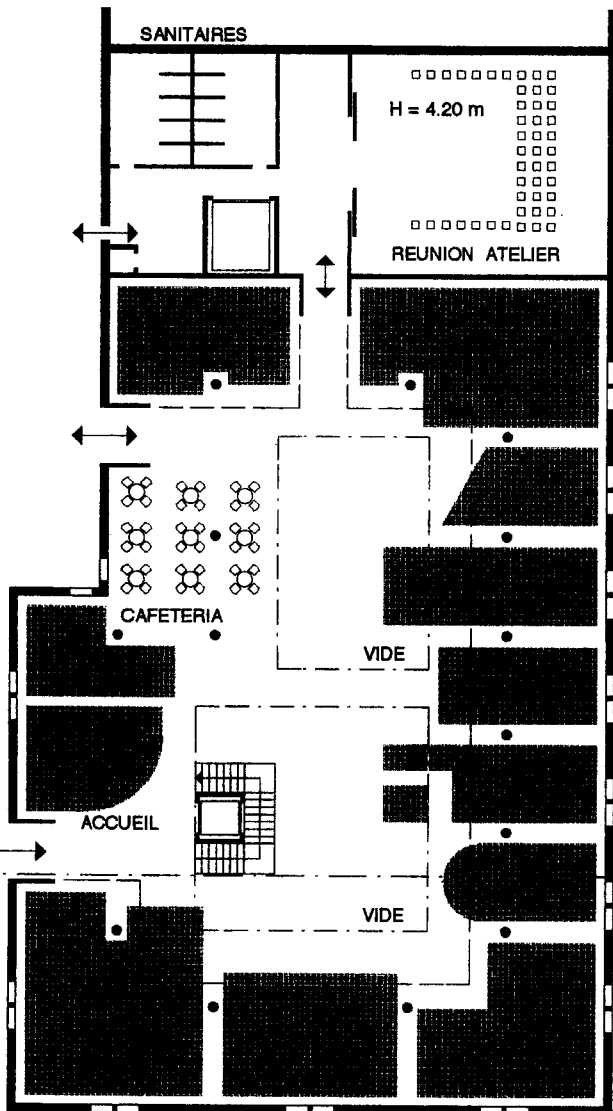 SANITAIRES
H = 4.20 m
REUNION ATELIER
CAFETERIA
VIDE
ACCUEIL
VIDE